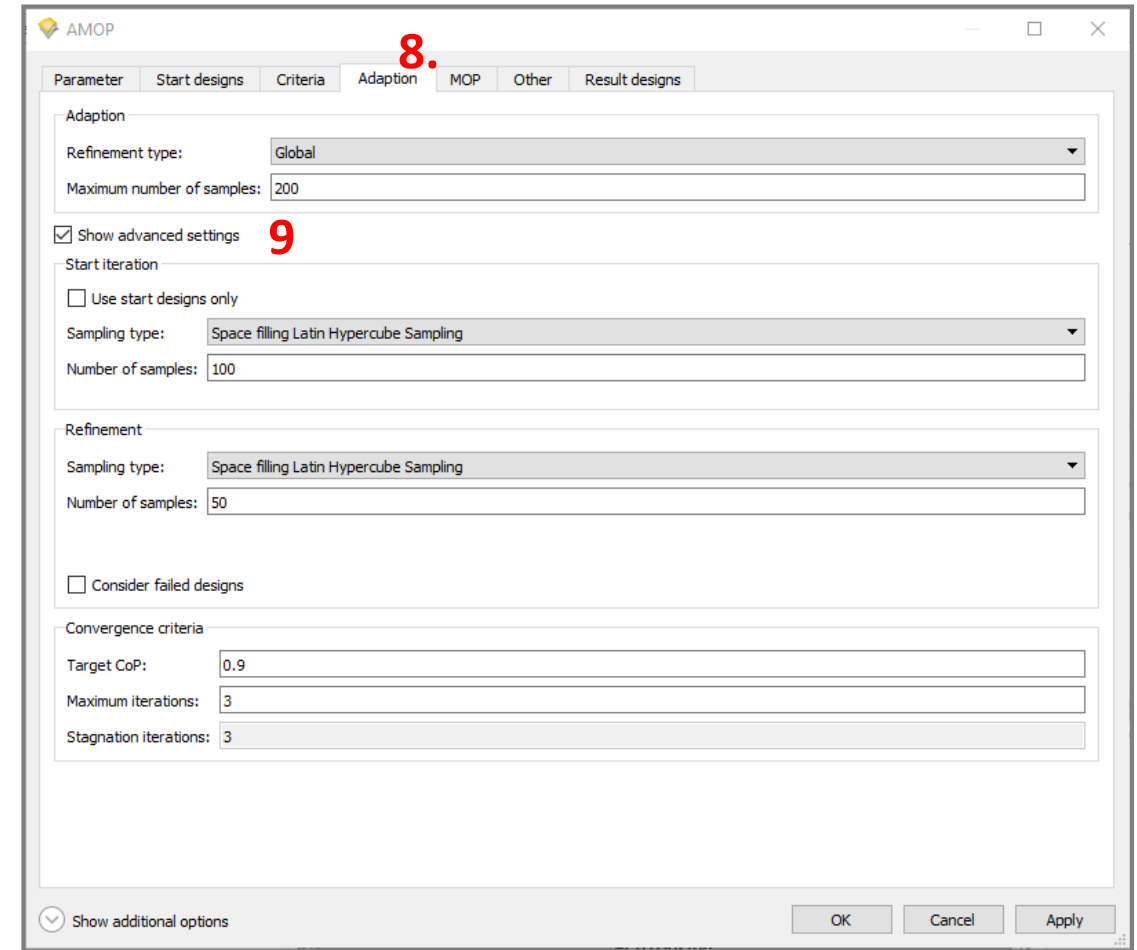 AMOP
8.
Parameter Start designs Criteria Adaption MOP Other Result designs
Adaption
Refinement type: Global
Maximum number of samples: 200
Show advanced settings 9
Start iteration
Use start designs only
Sampling type: Space filling Latin Hypercube Sampling
Number of samples: 100
Refinement
Sampling type: Space filling Latin Hypercube Sampling
Number of samples: 50
Consider failed designs
Convergence criteria
Target CoP: 0.9
Maximum iterations: 3
Stagnation iterations: 3
Show additional options OK Cancel Apply